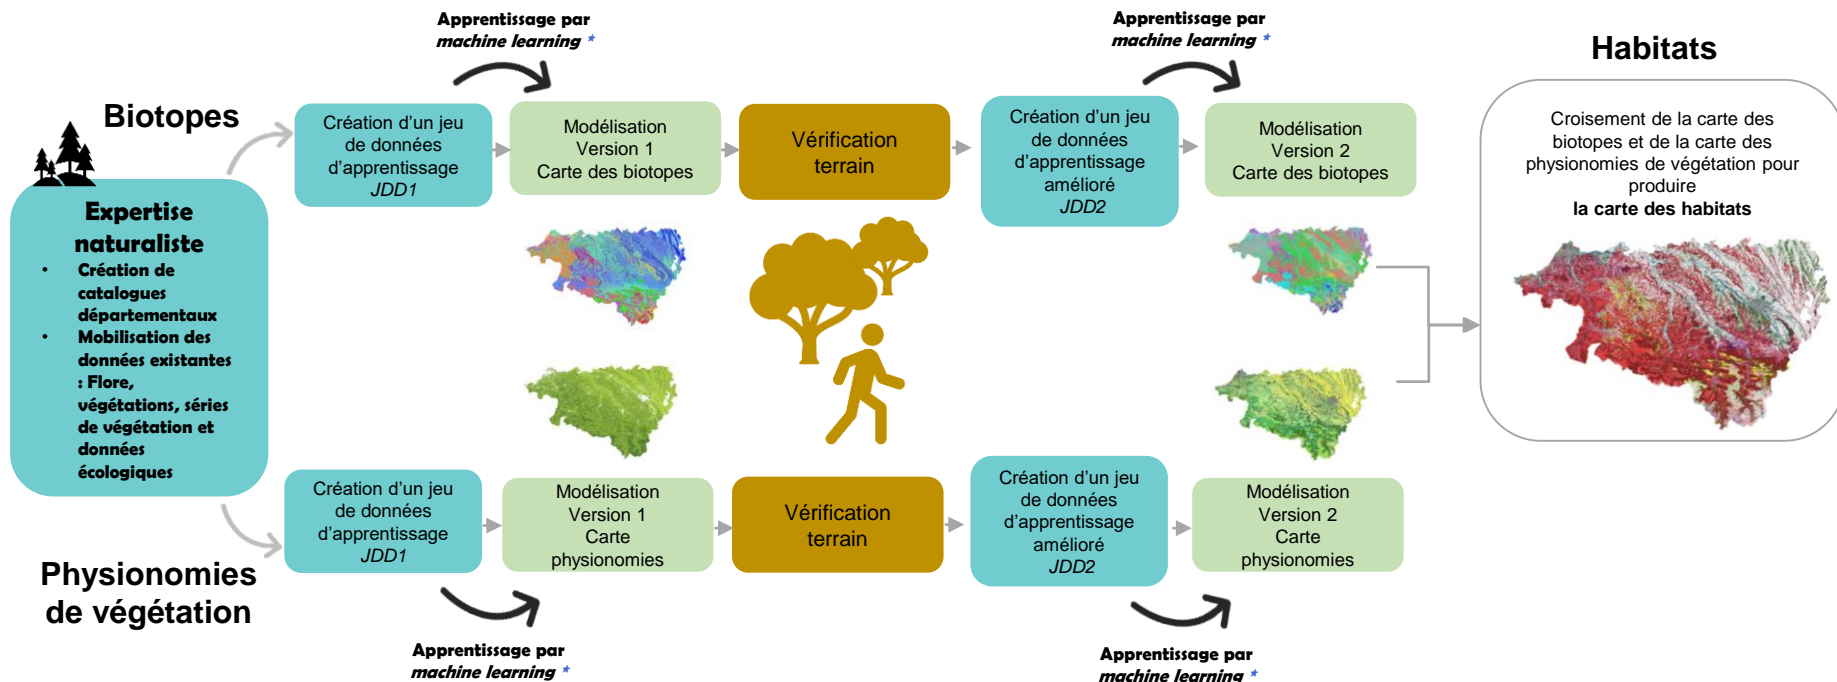 Apprentissage par
machine learning *
Apprentissage par
machine learning *
Habitats
Biotopes
Création d'un jeu
de données
d'apprentissage
JDD1
Modélisation
Version 1
Carte des biotopes
Vérification
terrain
Création d'un jeu
de données
d'apprentissage
amélioré
JDD2
Modélisation
Version 2
Carte des biotopes
Croisement de la carte des
biotopes et de la carte des
physionomies de végétation pour
produire
la carte des habitats
Expertise
naturaliste
• Création de
catalogues
départementaux
• Mobilisation des
données existantes
: Flore,
végétations, séries
de végétation et
données
écologiques
Physionomies
de végétation
Création d'un jeu
de données
d'apprentissage
JDD1
Modélisation
Version 1
Carte
physionomies
Vérification
terrain
Création d'un jeu
de données
d'apprentissage
amélioré
JDD2
Modélisation
Version 2
Carte
physionomies
Apprentissage par
machine learning *
Apprentissage par
machine learning *